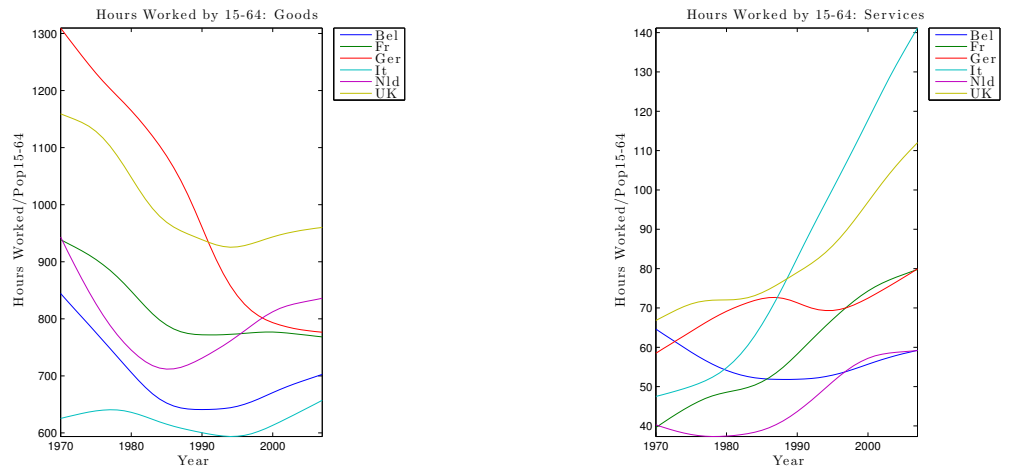 Hours Worked by 15-64: Goods
Hours Worked/Pop15-64
1300
1200
1100
1000
900
800
700
600
1970
1980
1990
2000
Year
Bel
Fr
Ger
It
Nld
UK
Hours Worked by 15-64: Services
Hours Worked/Pop15-64
140
130
120
110
100
90
80
70
60
50
40
1970
1980
1990
2000
Year
Bel
Fr
Ger
It
Nld
UK